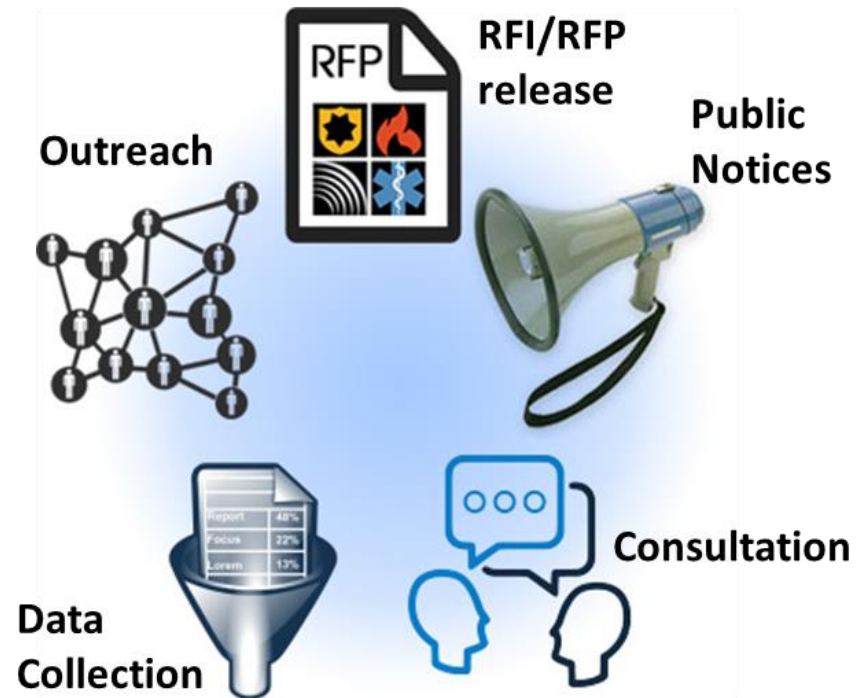 RFP
RFI/RFP
release
Public
Notices
Outreach
Report 48%
Focus 22%
Lorem 13%
Consultation
Data
Collection